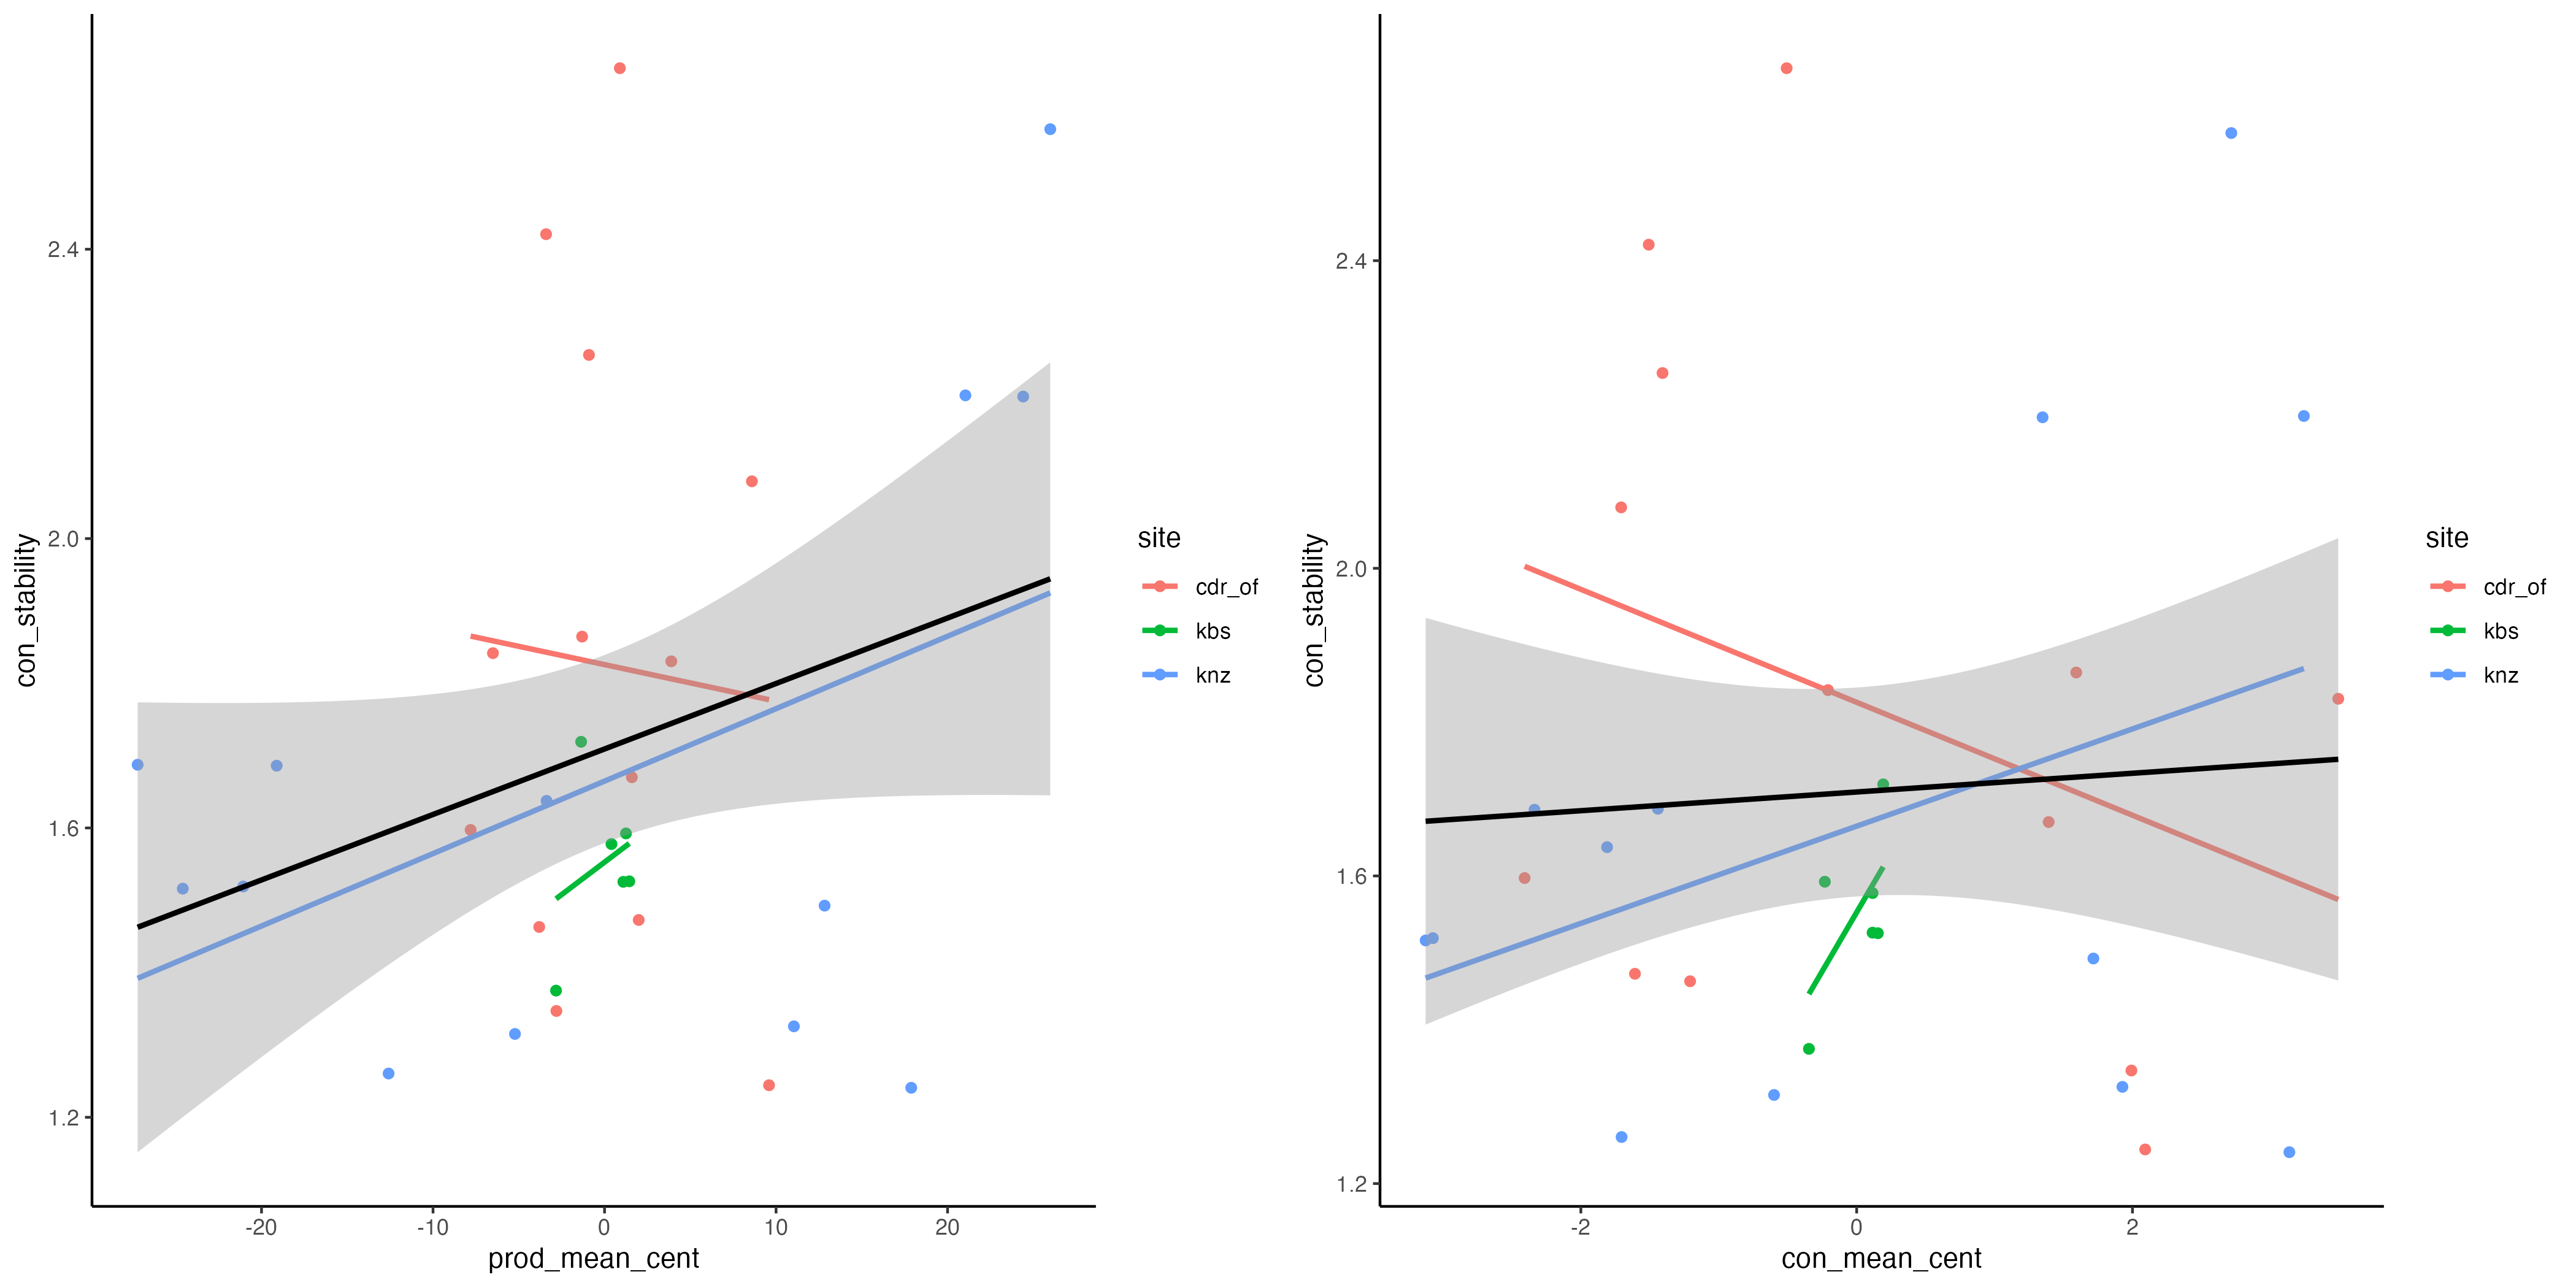 con_stability
2.4
2.0
1.6
1.2
-20 -10 0 10 20
prod_mean_cent
site
cdr_of
kbs
knz
con_stability
2.4
2.0
1.6
1.2
-2 0 2
con_mean_cent
site
cdr_of
kbs
knz